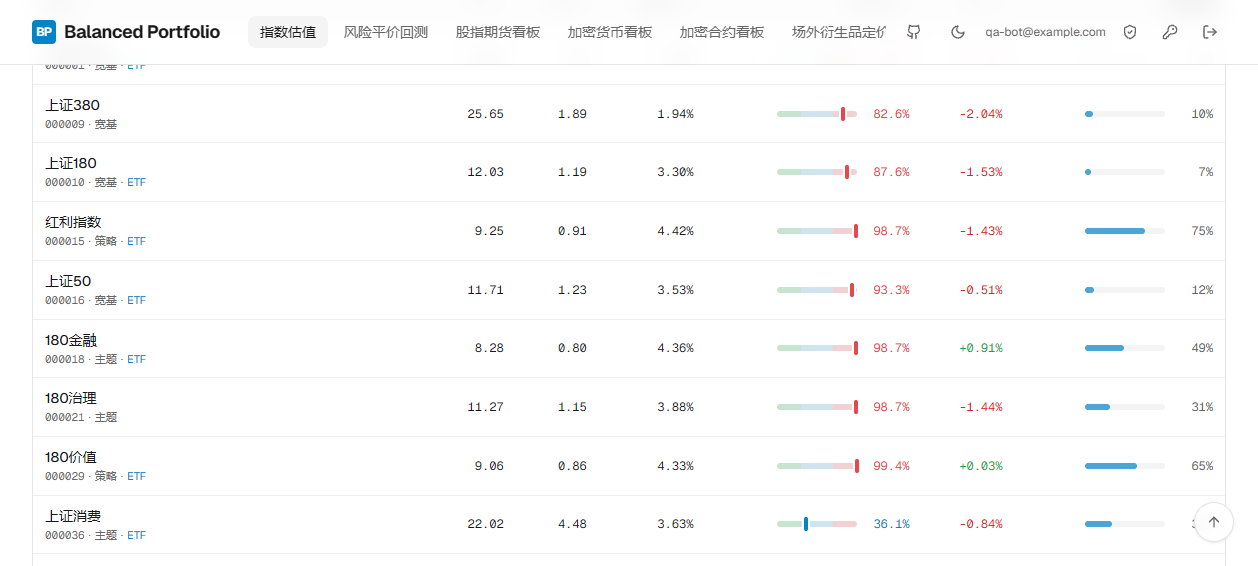 BP Balanced Portfolio 指数估值 风险平价回测 股指期货看板 加密货币看板 加密合约看板 场外衍生品定价 qa-bot@example.com
000001 · 宽基 · ETF
上证380
25.65 1.89 1.94% 82.6% -2.04% 10%
000009 · 宽基
上证180
12.03 1.19 3.30% 87.6% -1.53% 7%
000010 · 宽基 · ETF
红利指数
9.25 0.91 4.42% 98.7% -1.43% 75%
000015 · 策略 · ETF
上证50
11.71 1.23 3.53% 93.3% -0.51% 12%
000016 · 宽基 · ETF
180金融
8.28 0.80 4.36% 98.7% +0.91% 49%
000018 · 主题 · ETF
180治理
11.27 1.15 3.88% 98.7% -1.44% 31%
000021 · 主题
180价值
9.06 0.86 4.33% 99.4% +0.03% 65%
000029 · 策略 · ETF
上证消费
22.02 4.48 3.63% 36.1% -0.84%
000036 · 主题 · ETF